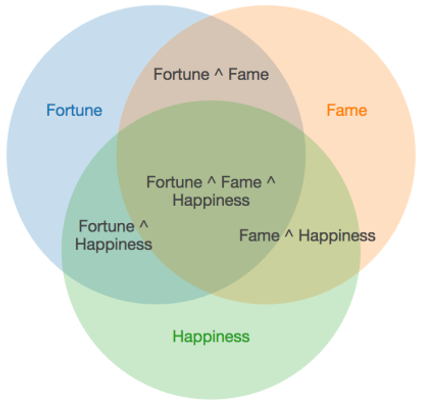 Fortune ^ Fame
Fortune
Fame
Fortune ^ Fame ^
Happiness
Fortune ^
Happiness
Fame ^ Happiness
Happiness